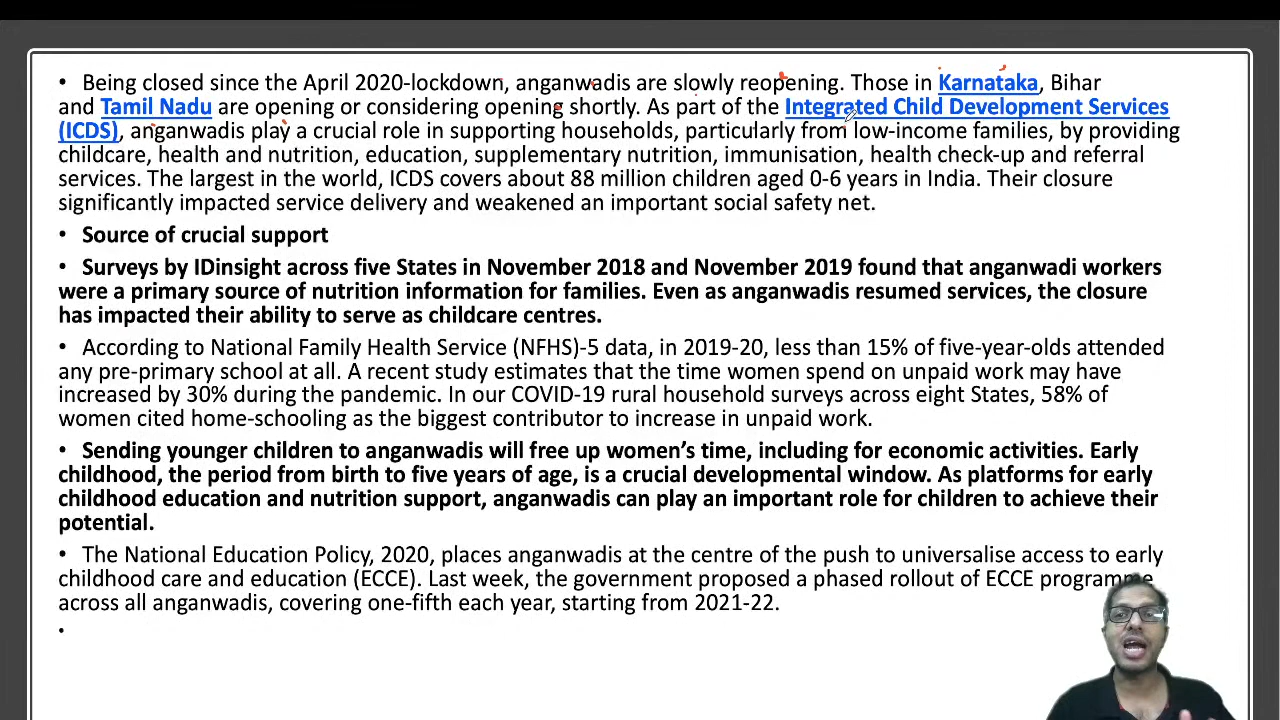 • Being closed since the April 2020-lockdown, anganwadis are slowly reopening. Those in Karnataka, Bihar
and Tamil Nadu are opening or considering opening shortly. As part of the Integrated Child Development Services
(ICDS), anganwadis play a crucial role in supporting households, particularly from low-income families, by providing
childcare, health and nutrition, education, supplementary nutrition, immunisation, health check-up and referral
services. The largest in the world, ICDS covers about 88 million children aged 0-6 years in India. Their closure
significantly impacted service delivery and weakened an important social safety net.
• Source of crucial support
• Surveys by IDinsight across five States in November 2018 and November 2019 found that anganwadi workers
were a primary source of nutrition information for families. Even as anganwadis resumed services, the closure
has impacted their ability to serve as childcare centres.
• According to National Family Health Service (NFHS)-5 data, in 2019-20, less than 15% of five-year-olds attended
any pre-primary school at all. A recent study estimates that the time women spend on unpaid work may have
increased by 30% during the pandemic. In our COVID-19 rural household surveys across eight States, 58% of
women cited home-schooling as the biggest contributor to increase in unpaid work.
• Sending younger children to anganwadis will free up women’s time, including for economic activities. Early
childhood, the period from birth to five years of age, is a crucial developmental window. As platforms for early
childhood education and nutrition support, anganwadis can play an important role for children to achieve their
potential.
• The National Education Policy, 2020, places anganwadis at the centre of the push to universalise access to early
childhood care and education (ECCE). Last week, the government proposed a phased rollout of ECCE programme
across all anganwadis, covering one-fifth each year, starting from 2021-22.
•